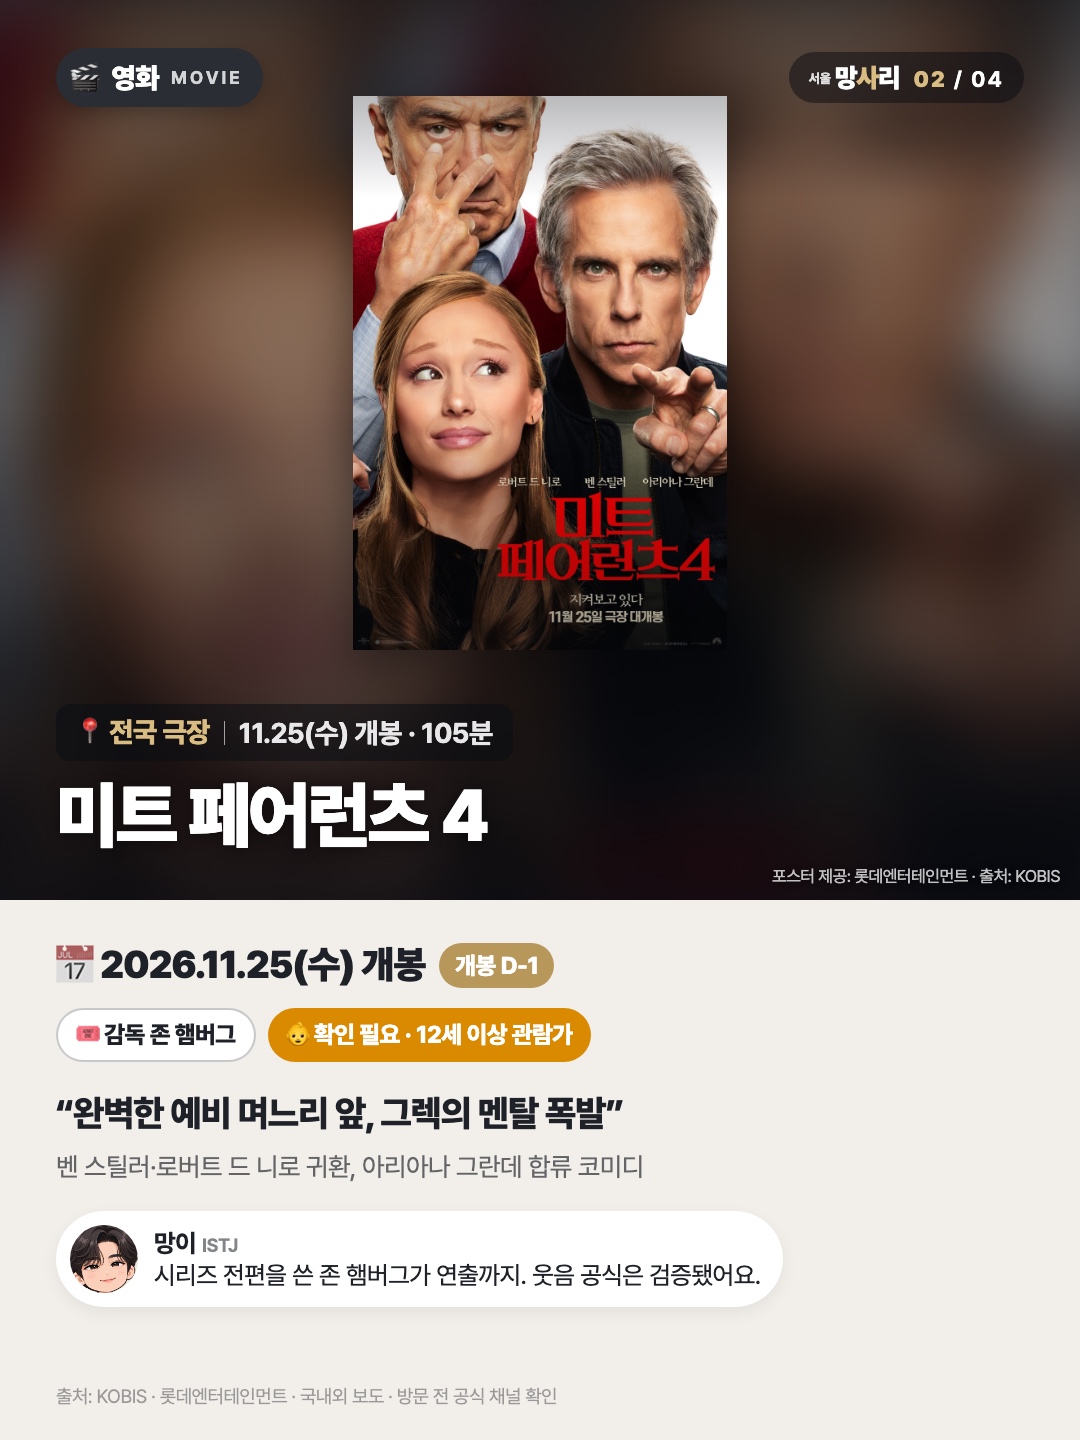 영화 MOVIE
서울 망사리 02 / 04
로버트 드 니로 벤 스틸러 아리아나 그란데
미트
페어런츠4
지켜보고 있다
11월 25일 극장 대개봉
전국 극장 | 11.25(수) 개봉 · 105분
미트 페어런츠 4
포스터 제공: 롯데엔터테인먼트 · 출처: KOBIS
JUL 17 2026.11.25(수) 개봉 개봉 D-1
감독 존 햄버그 확인 필요 · 12세 이상 관람가
“완벽한 예비 며느리 앞, 그렉의 멘탈 폭발”
벤 스틸러·로버트 드 니로 귀환, 아리아나 그란데 합류 코미디
망이 ISTJ
시리즈 전편을 쓴 존 햄버그가 연출까지. 웃음 공식은 검증됐어요.
출처: KOBIS · 롯데엔터테인먼트 · 국내외 보도 · 방문 전 공식 채널 확인